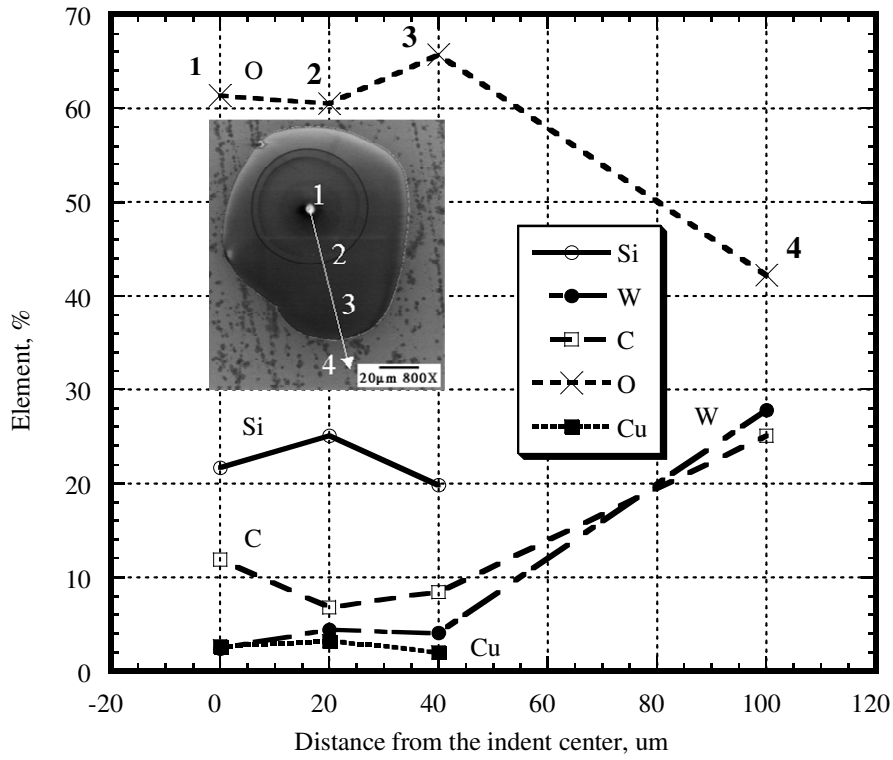 Element, %
70
60
50
40
30
20
10
0
-20
0
20
40
60
80
100
120
Distance from the indent center, um
1
O
2
3
4
1
2
3
4
20µm 800X
Si
W
C
O
Cu
Si
C
W
Cu